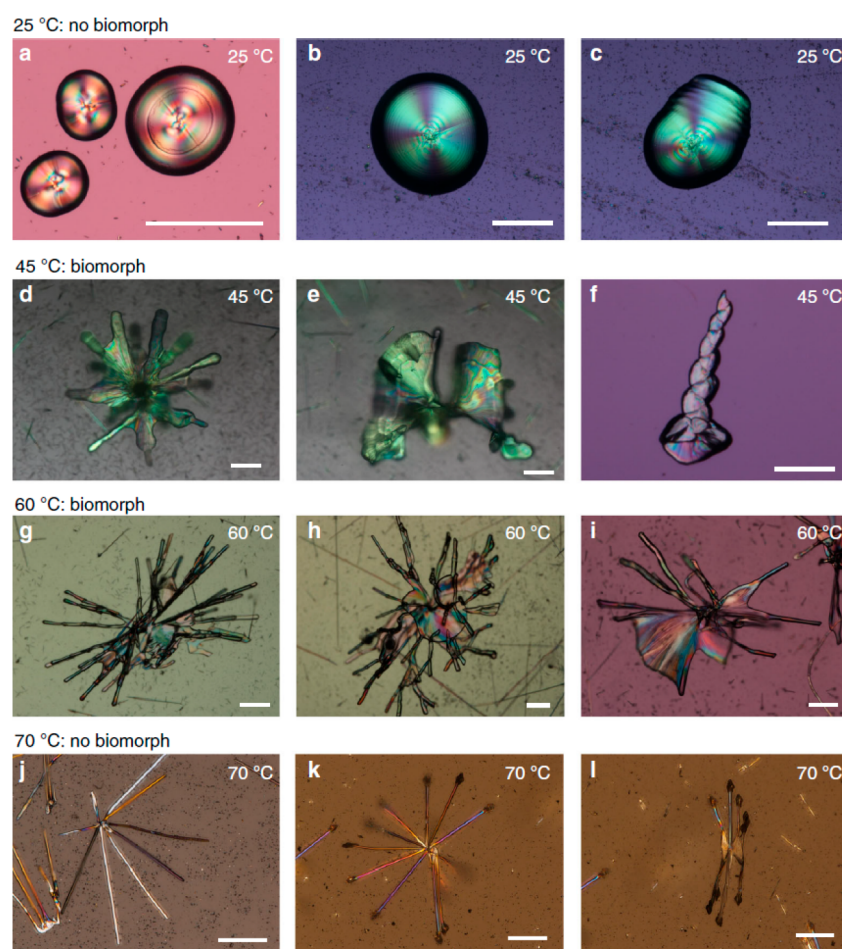 25 °C: no biomorph
a 25 °C
b 25 °C
c 25 °C
45 °C: biomorph
d 45 °C
e 45 °C
f 45 °C
60 °C: biomorph
g 60 °C
h 60 °C
i 60 °C
70 °C: no biomorph
j 70 °C
k 70 °C
l 70 °C